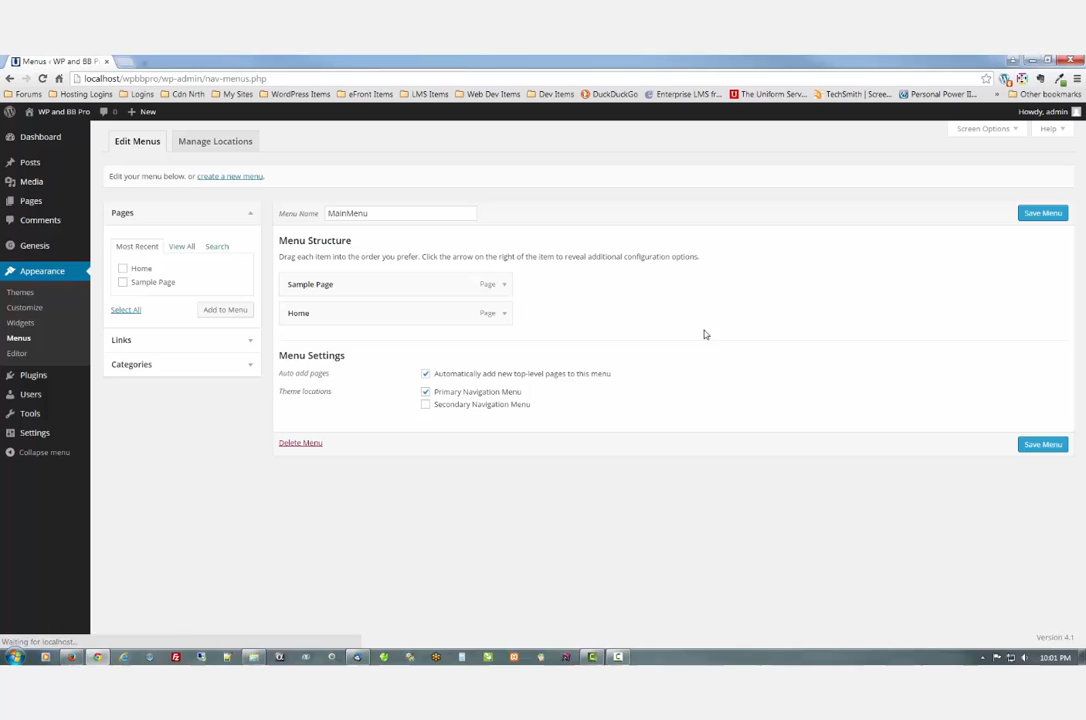 Menus ‹ WP and BB P
localhost/wpbbpro/wp-admin/nav-menus.php
Forums Hosting Logins Logins Cdn Nrth My Sites WordPress Items eFront Items LMS Items Web Dev Items Dev Items DuckDuckGo Enterprise LMS fr... The Uniform Serv... TechSmith | Scree... Personal Power II... » Other bookmarks
WP and BB Pro 0 + New Howdy, admin
Dashboard
Posts
Media
Pages
Comments
Genesis
Appearance
Themes
Customize
Widgets
Menus
Editor
Plugins
Users
Tools
Settings
Collapse menu
Screen Options Help
Edit Menus Manage Locations
Edit your menu below, or create a new menu.
Pages
Most Recent View All Search
Home
Sample Page
Select All Add to Menu
Links
Categories
Menu Name MainMenu Save Menu
Menu Structure
Drag each item into the order you prefer. Click the arrow on the right of the item to reveal additional configuration options.
Sample Page Page
Home Page
Menu Settings
Auto add pages Automatically add new top-level pages to this menu
Theme locations Primary Navigation Menu
Secondary Navigation Menu
Delete Menu Save Menu
Waiting for localhost...
Version 4.1
10:01 PM